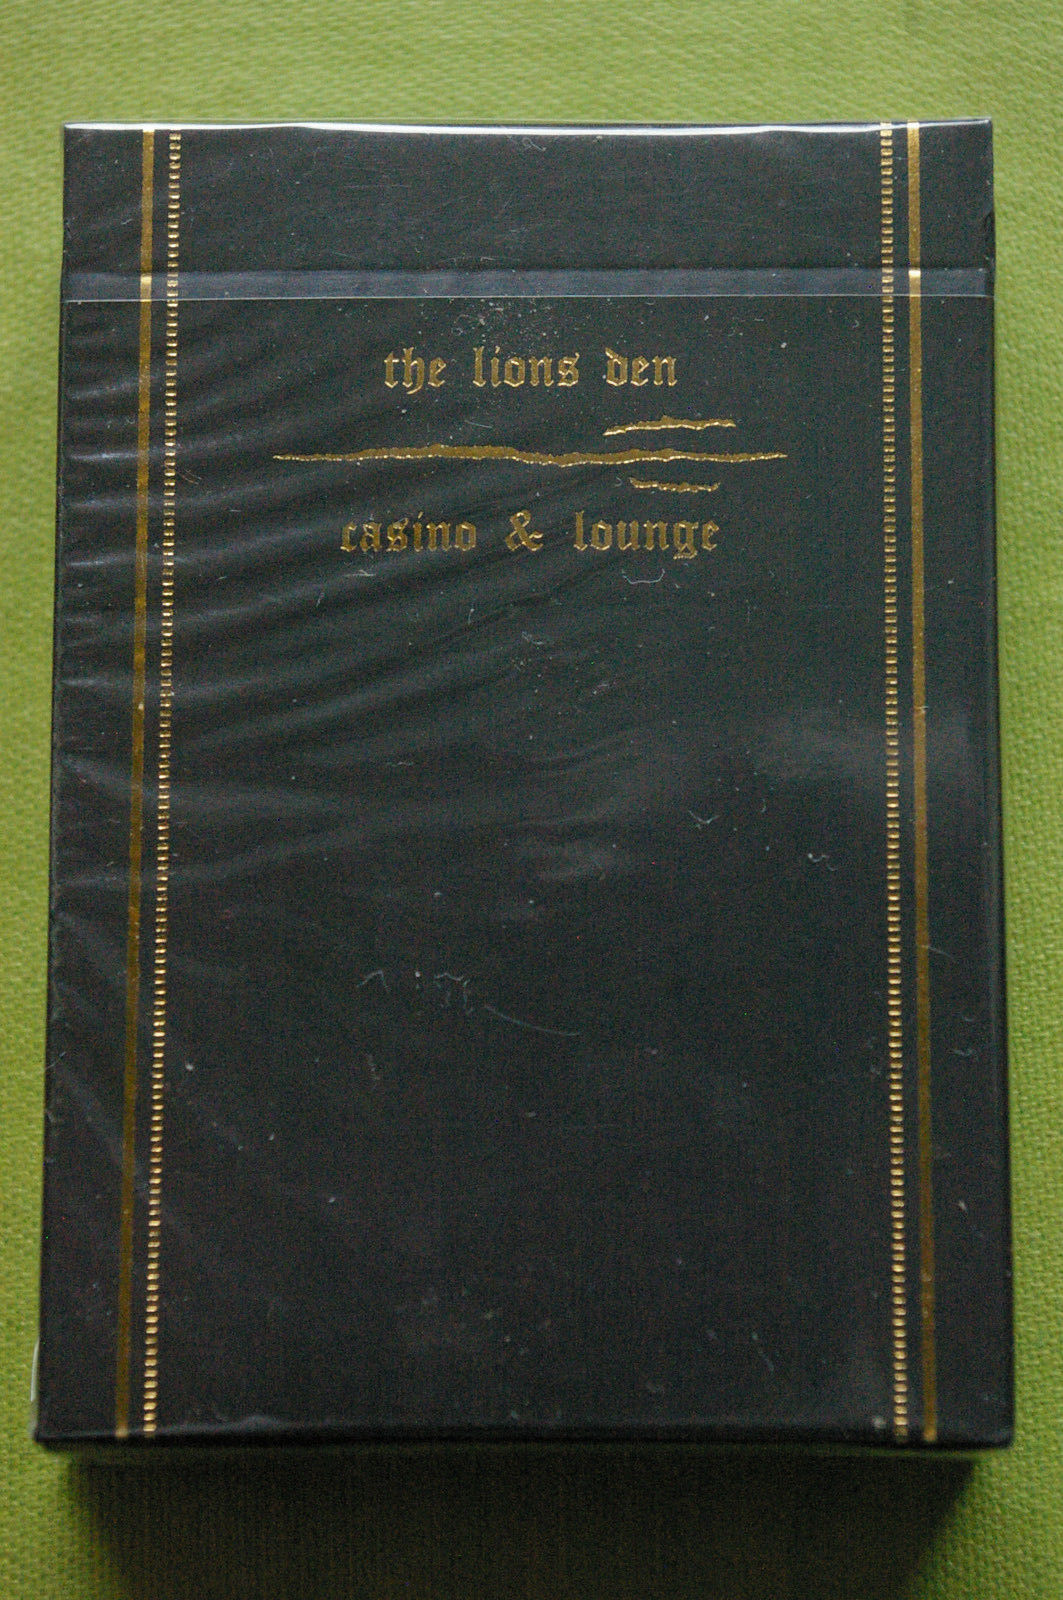 the lions den
casino & lounge